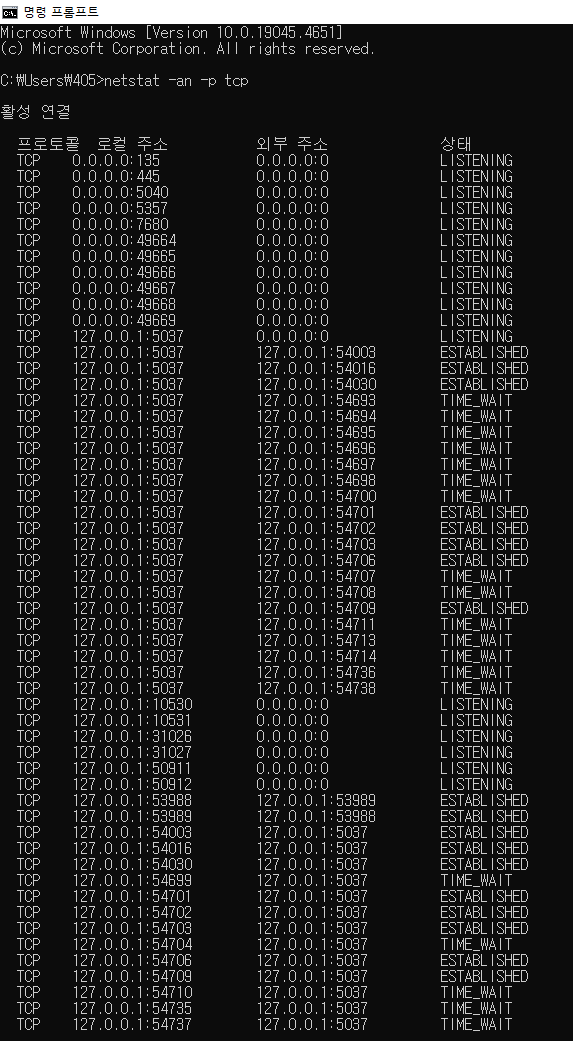 명령 프롬프트
Microsoft Windows [Version 10.0.19045.4651]
(c) Microsoft Corporation. All rights reserved.
C:\Users\405>netstat -an -p tcp
활성 연결
프로토콜 로컬 주소 외부 주소 상태
TCP 0.0.0.0:135 0.0.0.0:0 LISTENING
TCP 0.0.0.0:445 0.0.0.0:0 LISTENING
TCP 0.0.0.0:5040 0.0.0.0:0 LISTENING
TCP 0.0.0.0:5357 0.0.0.0:0 LISTENING
TCP 0.0.0.0:7680 0.0.0.0:0 LISTENING
TCP 0.0.0.0:49664 0.0.0.0:0 LISTENING
TCP 0.0.0.0:49665 0.0.0.0:0 LISTENING
TCP 0.0.0.0:49666 0.0.0.0:0 LISTENING
TCP 0.0.0.0:49667 0.0.0.0:0 LISTENING
TCP 0.0.0.0:49668 0.0.0.0:0 LISTENING
TCP 0.0.0.0:49669 0.0.0.0:0 LISTENING
TCP 127.0.0.1:5037 0.0.0.0:0 LISTENING
TCP 127.0.0.1:5037 127.0.0.1:54003 ESTABLISHED
TCP 127.0.0.1:5037 127.0.0.1:54016 ESTABLISHED
TCP 127.0.0.1:5037 127.0.0.1:54030 ESTABLISHED
TCP 127.0.0.1:5037 127.0.0.1:54693 TIME_WAIT
TCP 127.0.0.1:5037 127.0.0.1:54694 TIME_WAIT
TCP 127.0.0.1:5037 127.0.0.1:54695 TIME_WAIT
TCP 127.0.0.1:5037 127.0.0.1:54696 TIME_WAIT
TCP 127.0.0.1:5037 127.0.0.1:54697 TIME_WAIT
TCP 127.0.0.1:5037 127.0.0.1:54698 TIME_WAIT
TCP 127.0.0.1:5037 127.0.0.1:54700 TIME_WAIT
TCP 127.0.0.1:5037 127.0.0.1:54701 ESTABLISHED
TCP 127.0.0.1:5037 127.0.0.1:54702 ESTABLISHED
TCP 127.0.0.1:5037 127.0.0.1:54703 ESTABLISHED
TCP 127.0.0.1:5037 127.0.0.1:54706 ESTABLISHED
TCP 127.0.0.1:5037 127.0.0.1:54707 TIME_WAIT
TCP 127.0.0.1:5037 127.0.0.1:54708 TIME_WAIT
TCP 127.0.0.1:5037 127.0.0.1:54709 ESTABLISHED
TCP 127.0.0.1:5037 127.0.0.1:54711 TIME_WAIT
TCP 127.0.0.1:5037 127.0.0.1:54713 TIME_WAIT
TCP 127.0.0.1:5037 127.0.0.1:54714 TIME_WAIT
TCP 127.0.0.1:5037 127.0.0.1:54736 TIME_WAIT
TCP 127.0.0.1:5037 127.0.0.1:54738 TIME_WAIT
TCP 127.0.0.1:10530 0.0.0.0:0 LISTENING
TCP 127.0.0.1:10531 0.0.0.0:0 LISTENING
TCP 127.0.0.1:31026 0.0.0.0:0 LISTENING
TCP 127.0.0.1:31027 0.0.0.0:0 LISTENING
TCP 127.0.0.1:50911 0.0.0.0:0 LISTENING
TCP 127.0.0.1:50912 0.0.0.0:0 LISTENING
TCP 127.0.0.1:53988 127.0.0.1:53989 ESTABLISHED
TCP 127.0.0.1:53989 127.0.0.1:53988 ESTABLISHED
TCP 127.0.0.1:54003 127.0.0.1:5037 ESTABLISHED
TCP 127.0.0.1:54016 127.0.0.1:5037 ESTABLISHED
TCP 127.0.0.1:54030 127.0.0.1:5037 ESTABLISHED
TCP 127.0.0.1:54699 127.0.0.1:5037 TIME_WAIT
TCP 127.0.0.1:54701 127.0.0.1:5037 ESTABLISHED
TCP 127.0.0.1:54702 127.0.0.1:5037 ESTABLISHED
TCP 127.0.0.1:54703 127.0.0.1:5037 ESTABLISHED
TCP 127.0.0.1:54704 127.0.0.1:5037 TIME_WAIT
TCP 127.0.0.1:54706 127.0.0.1:5037 ESTABLISHED
TCP 127.0.0.1:54709 127.0.0.1:5037 ESTABLISHED
TCP 127.0.0.1:54710 127.0.0.1:5037 TIME_WAIT
TCP 127.0.0.1:54735 127.0.0.1:5037 TIME_WAIT
TCP 127.0.0.1:54737 127.0.0.1:5037 TIME_WAIT